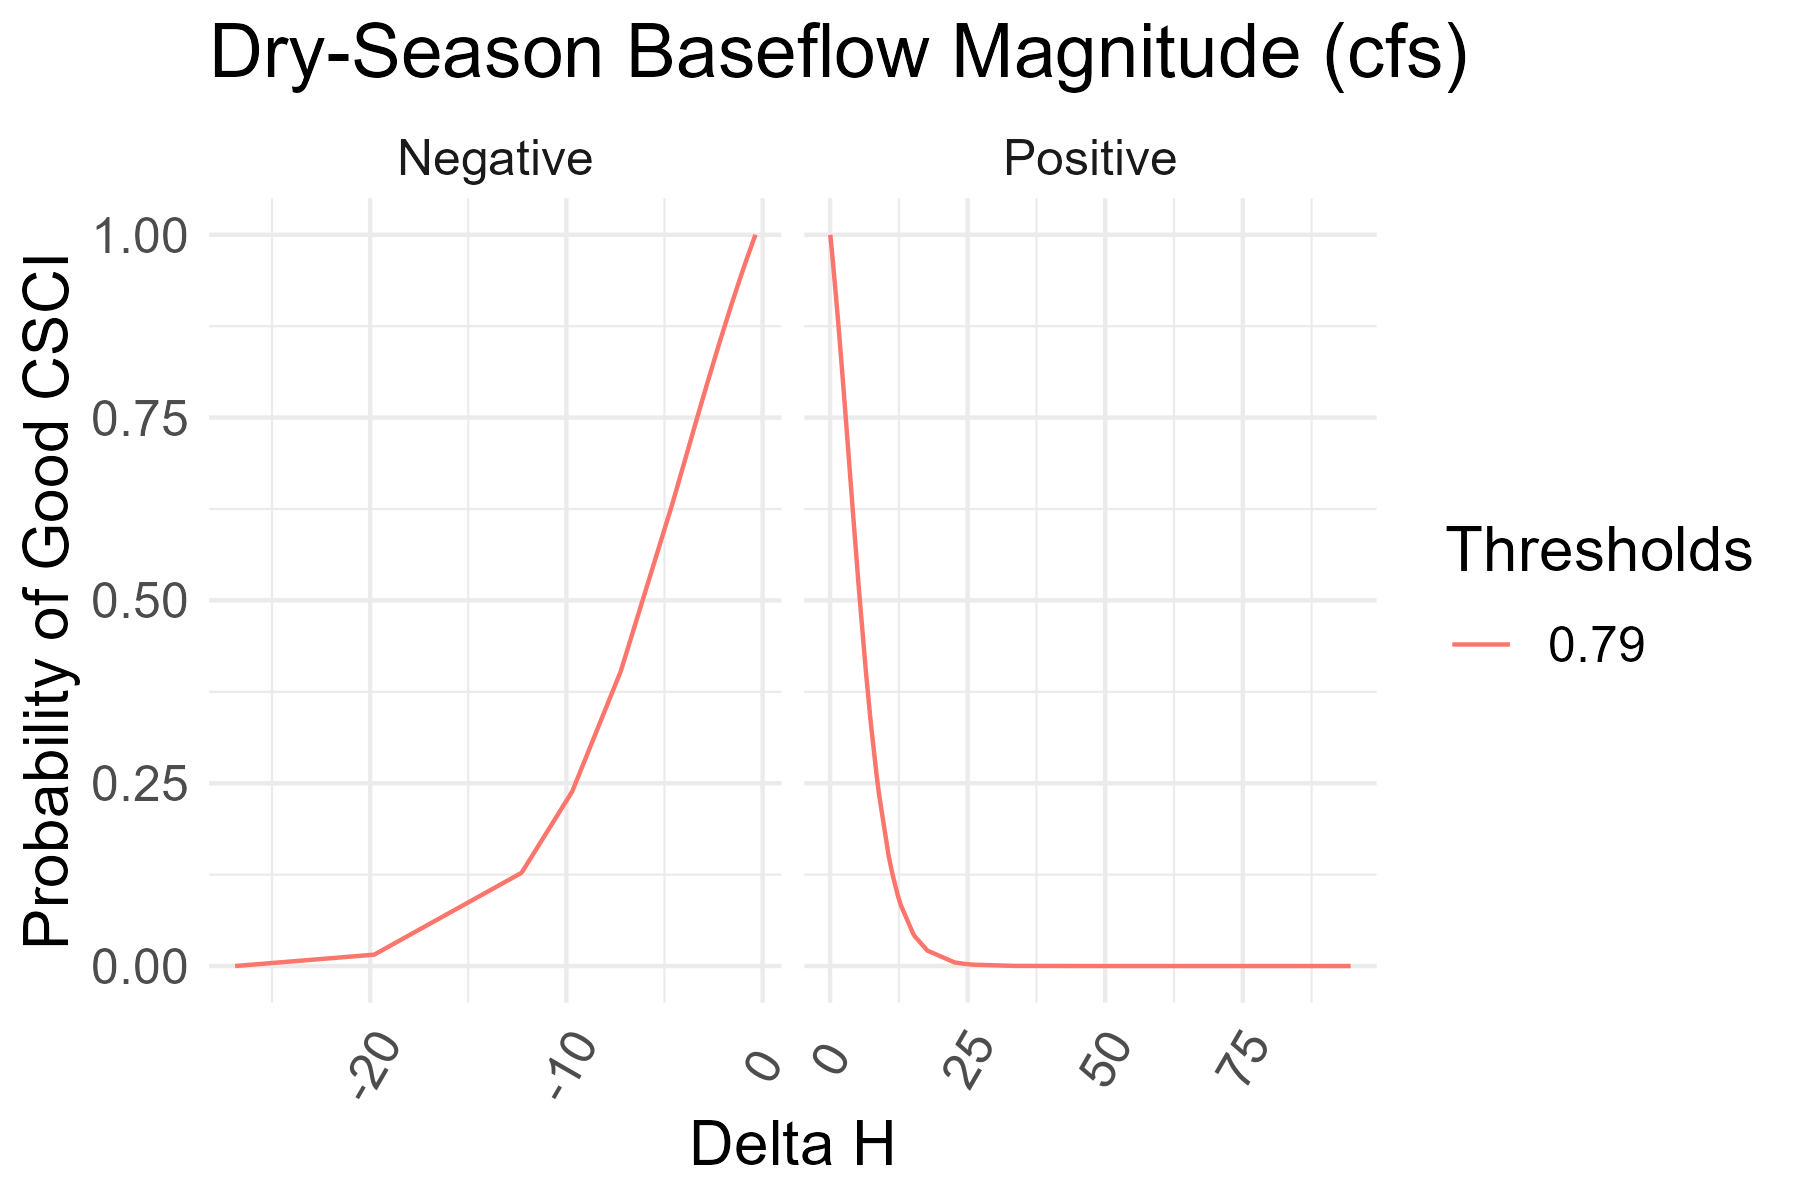 Dry-Season Baseflow Magnitude (cfs)
Negative
Positive
Probability of Good CSCI
1.00
0.75
0.50
0.25
0.00
-20
-10
0
0
25
50
75
Delta H
Thresholds
0.79